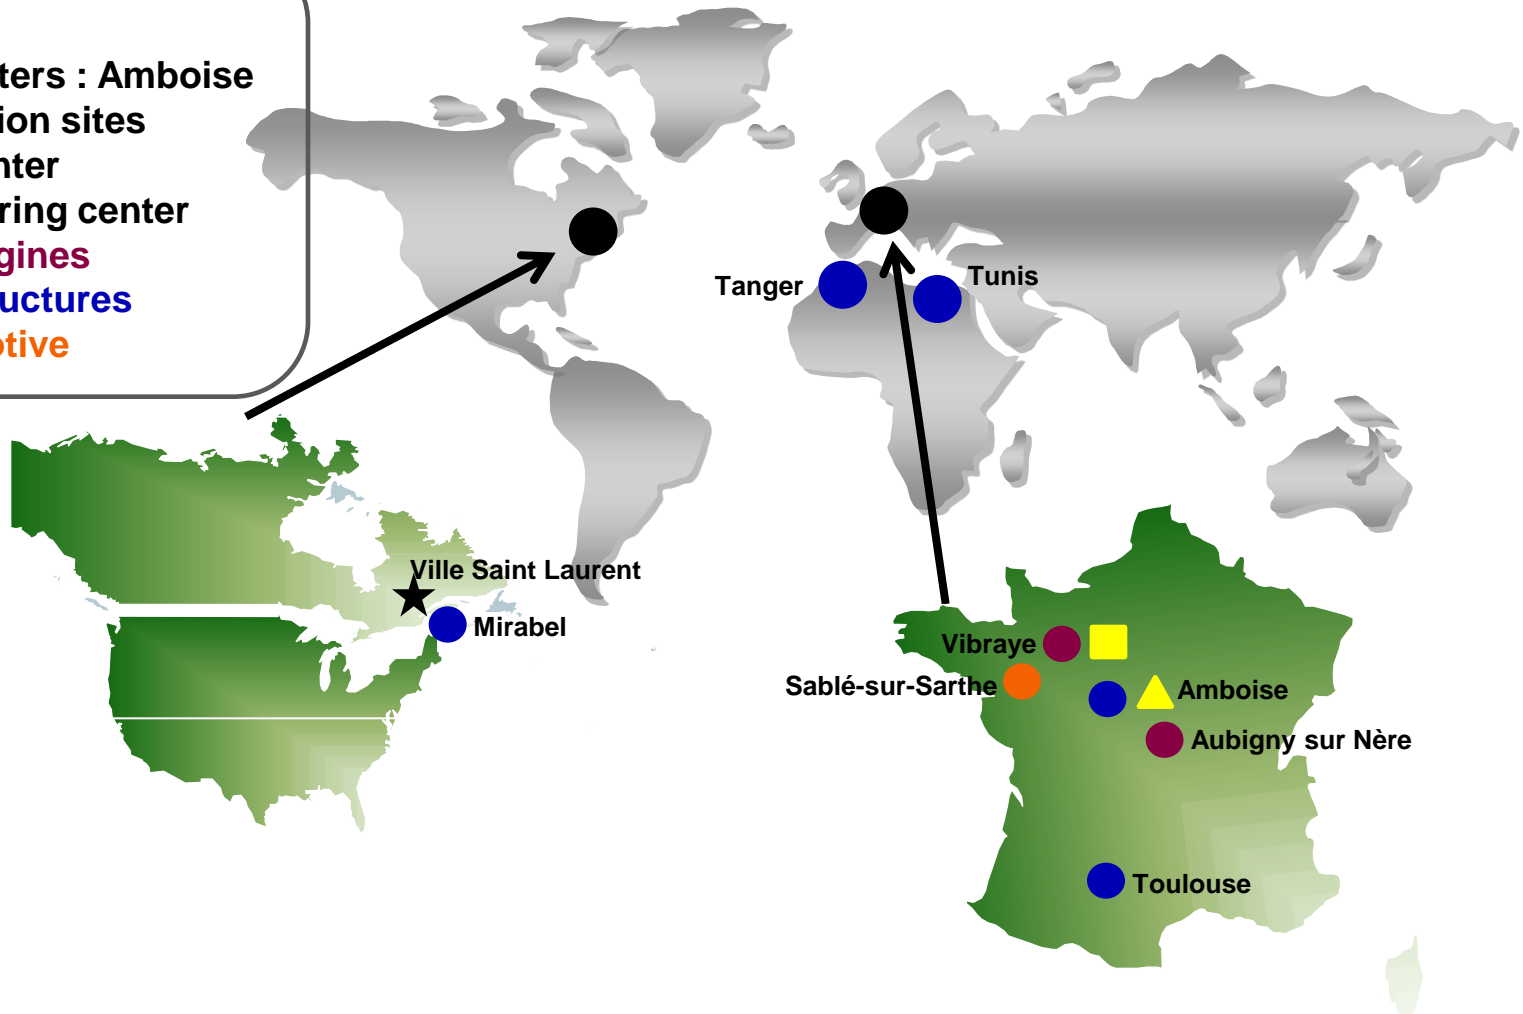 ters : Amboise
ion sites
nter
ring center
gines
uctures
otive
Tanger
Tunis
Ville Saint Laurent
Mirabel
Vibraye
Sablé-sur-Sarthe
Amboise
Aubigny sur Nère
Toulouse